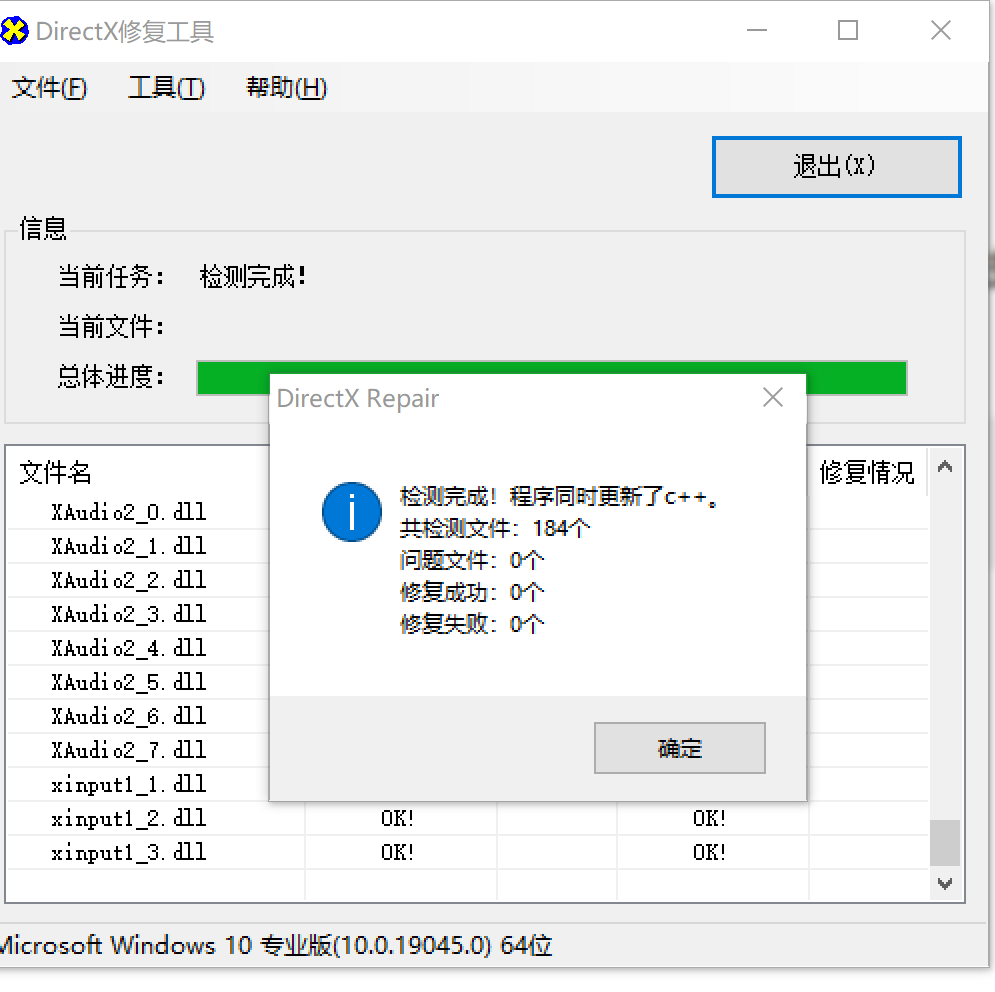 DirectX修复工具
文件(F) 工具(T) 帮助(H)
退出(X)
信息
当前任务： 检测完成！
当前文件：
总体进度：
DirectX Repair
检测完成！程序同时更新了c++。
共检测文件：184个
问题文件：0个
修复成功：0个
修复失败：0个
确定
文件名 修复情况
XAudio2_0.dll
XAudio2_1.dll
XAudio2_2.dll
XAudio2_3.dll
XAudio2_4.dll
XAudio2_5.dll
XAudio2_6.dll
XAudio2_7.dll
xinput1_1.dll
xinput1_2.dll OK! OK!
xinput1_3.dll OK! OK!
Microsoft Windows 10 专业版(10.0.19045.0) 64位